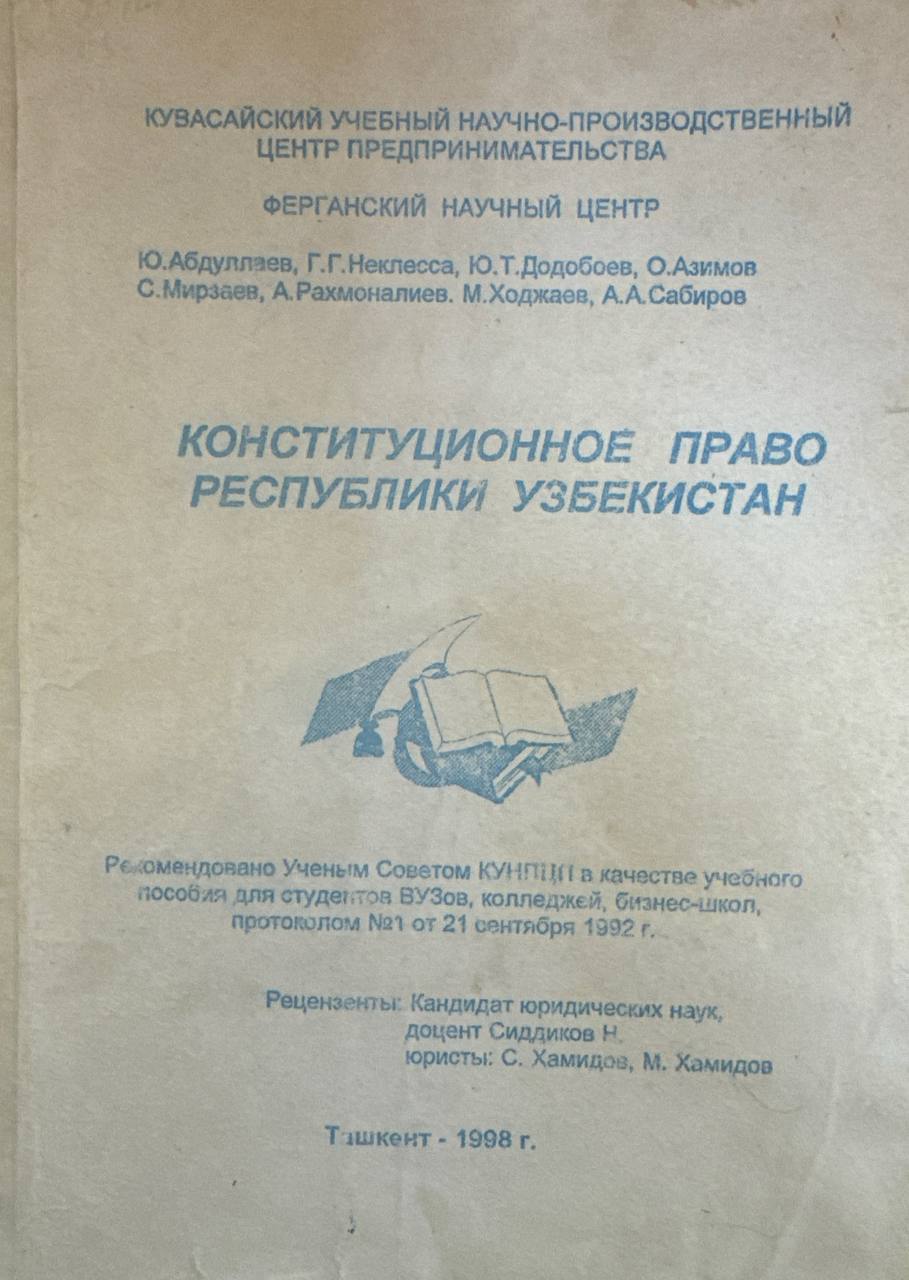 КУВАСАЙСКИЙ УЧЕБНЫЙ НАУЧНО-ПРОИЗВОДСТВЕННЫЙ
ЦЕНТР ПРЕДПРИНИМАТЕЛЬСТВА
ФЕРГАНСКИЙ НАУЧНЫЙ ЦЕНТР
Ю.Абдуллаев, Г.Г.Неклесса, Ю.Т.Додобоев, О.Азимов
С.Мирзаев, А.Рахмоналиев. М.Ходжаев, А.А.Сабиров
КОНСТИТУЦИОННОЕ ПРАВО
РЕСПУБЛИКИ УЗБЕКИСТАН
Рекомендовано Ученым Советом КУНПЦП в качестве учебного
пособия для студентов ВУЗов, колледжей, бизнес-школ,
протоколом №1 от 21 сентября 1992 г.
Рецензенты: Кандидат юридических наук,
доцент Сиддиков Н.
юристы: С. Хамидов, М. Хамидов
Ташкент - 1998 г.